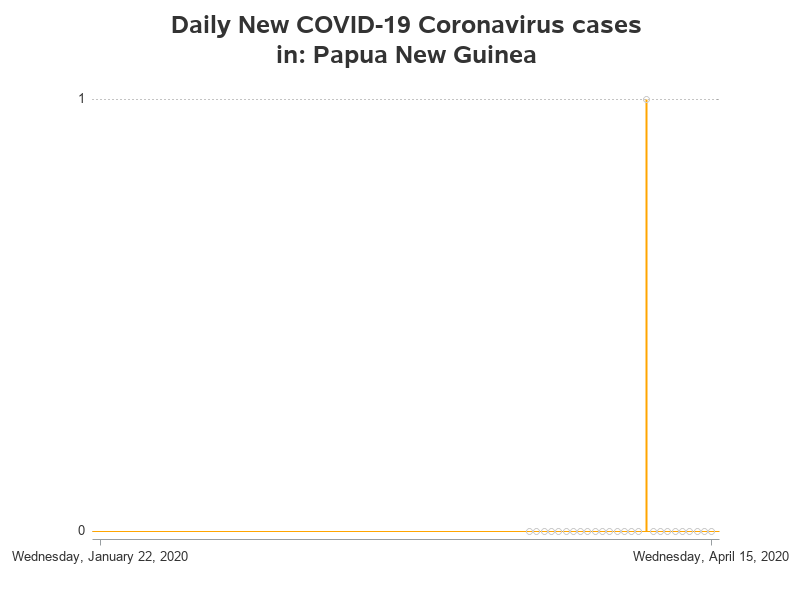 Daily New COVID-19 Coronavirus cases
in: Papua New Guinea
1
0
Wednesday, January 22, 2020
Wednesday, April 15, 2020